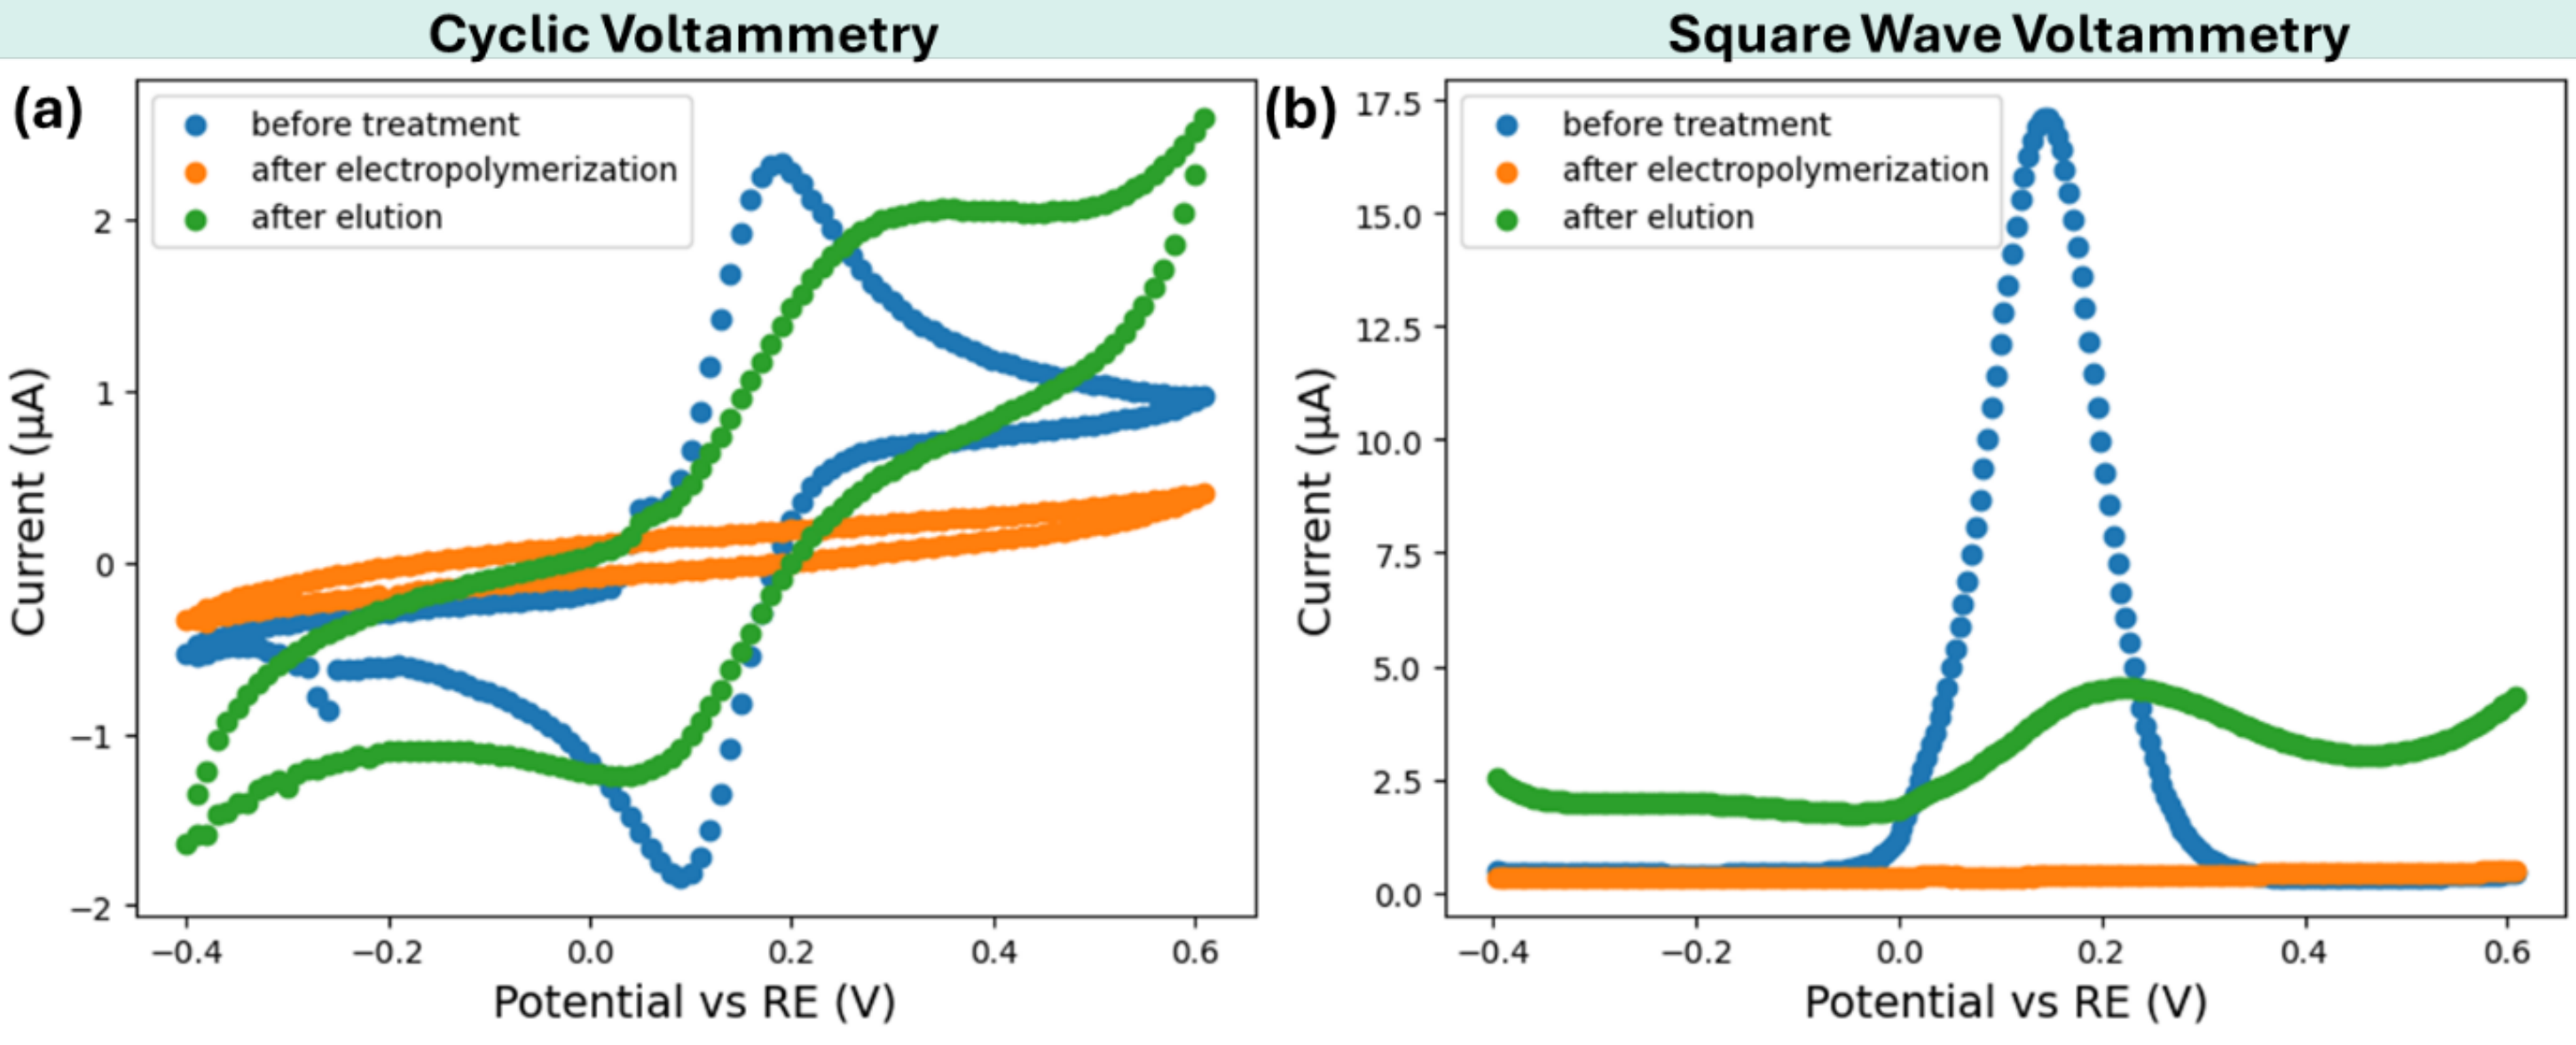 Cyclic Voltammetry
(a)
before treatment
after electropolymerization
after elution
2
1
0
−1
−2
Current (µA)
−0.4 −0.2 0.0 0.2 0.4 0.6
Potential vs RE (V)
Square Wave Voltammetry
(b)
before treatment
after electropolymerization
after elution
17.5
15.0
12.5
10.0
7.5
5.0
2.5
0.0
Current (µA)
−0.4 −0.2 0.0 0.2 0.4 0.6
Potential vs RE (V)